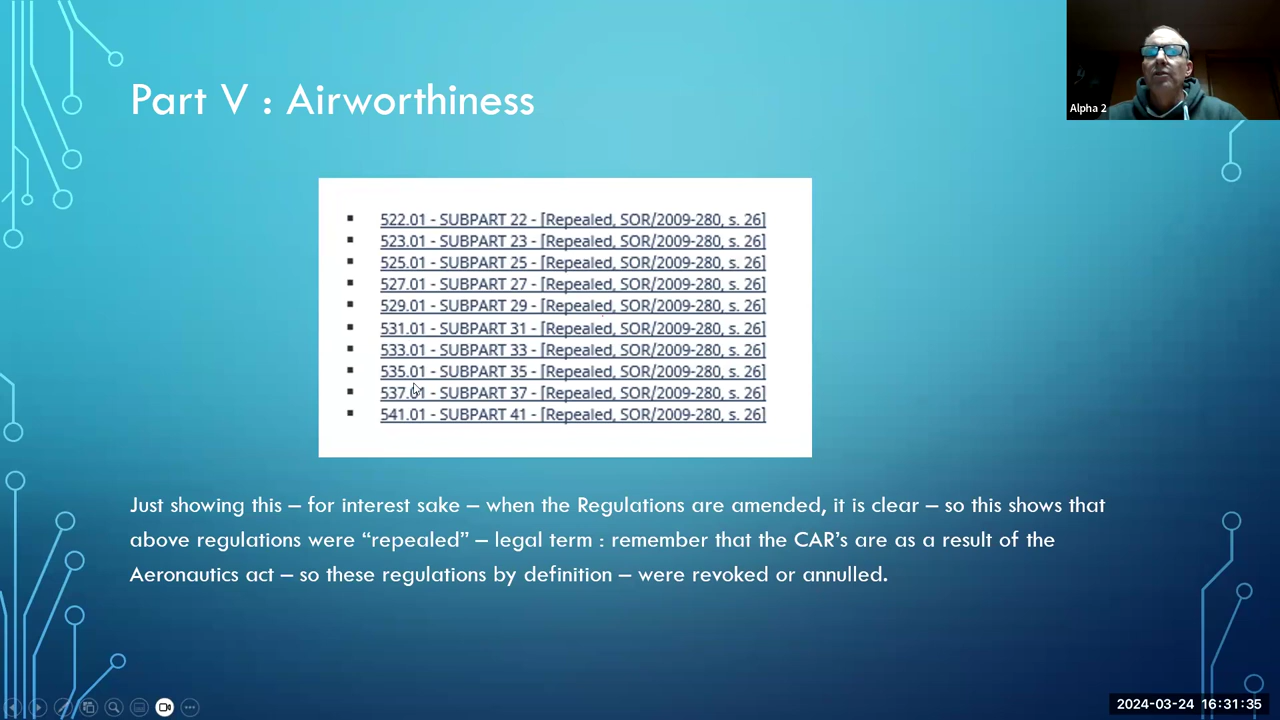 Part V : Airworthiness
Alpha 2
522.01 - SUBPART 22 - [Repealed, SOR/2009-280, s. 26]
523.01 - SUBPART 23 - [Repealed, SOR/2009-280, s. 26]
525.01 - SUBPART 25 - [Repealed, SOR/2009-280, s. 26]
527.01 - SUBPART 27 - [Repealed, SOR/2009-280, s. 26]
529.01 - SUBPART 29 - [Repealed, SOR/2009-280, s. 26]
531.01 - SUBPART 31 - [Repealed, SOR/2009-280, s. 26]
533.01 - SUBPART 33 - [Repealed, SOR/2009-280, s. 26]
535.01 - SUBPART 35 - [Repealed, SOR/2009-280, s. 26]
537.01 - SUBPART 37 - [Repealed, SOR/2009-280, s. 26]
541.01 - SUBPART 41 - [Repealed, SOR/2009-280, s. 26]
Just showing this – for interest sake – when the Regulations are amended, it is clear – so this shows that
above regulations were “repealed” – legal term : remember that the CAR’s are as a result of the
Aeronautics act – so these regulations by definition – were revoked or annulled.
2024-03-24 16:31:35